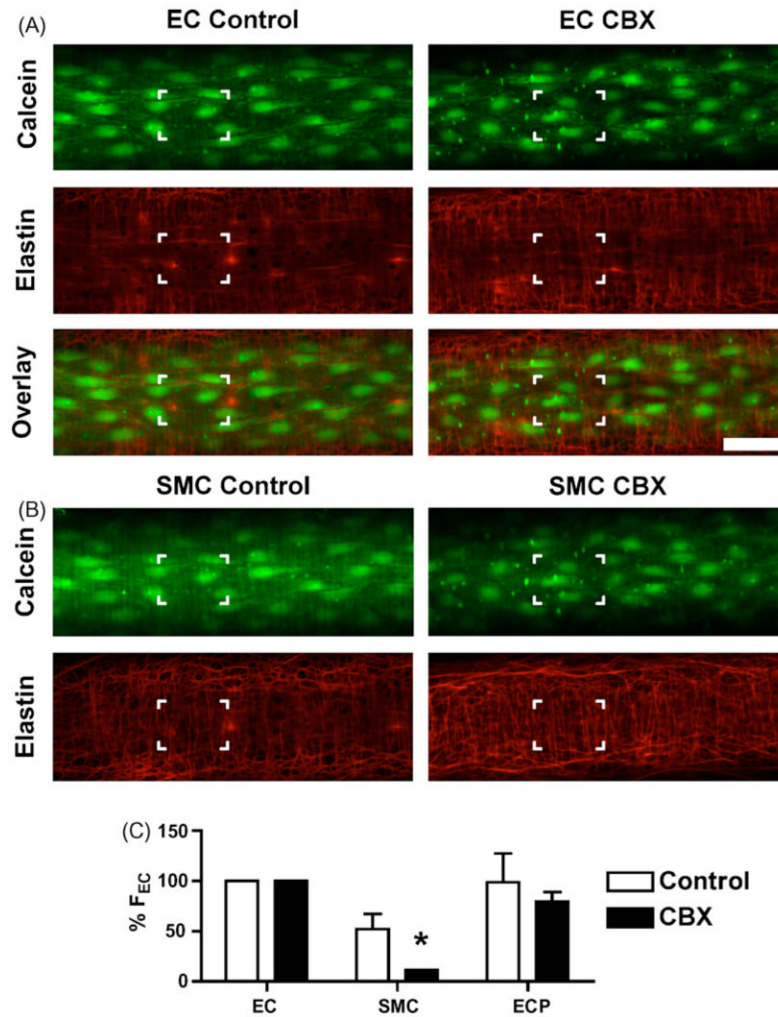 (A)
EC Control
EC CBX
Calcein
Elastin
Overlay
(B)
SMC Control
SMC CBX
Calcein
Elastin
(C)
% F_EC
150
100
50
0
*
EC
SMC
ECP
Control
CBX